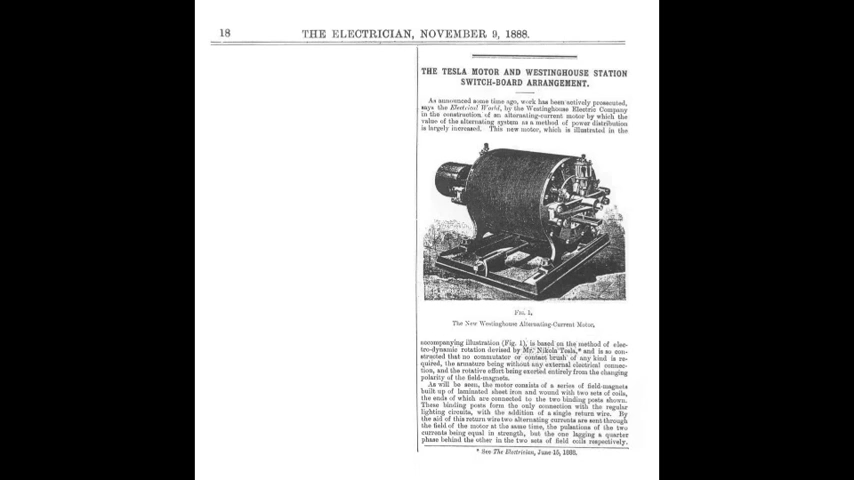 18
THE ELECTRICIAN, NOVEMBER 9, 1888.
THE TESLA MOTOR AND WESTINGHOUSE STATION
SWITCH-BOARD ARRANGEMENT.
As announced some time ago, work has been actively prosecuted,
says the Electrical World, by the Westinghouse Electric Company
in the construction of an alternating-current motor by which the
value of the alternating system as a method of power distribution
is largely increased. This new motor, which is illustrated in the
FIG. 1.
The New Westinghouse Alternating-Current Motor.
accompanying illustration (Fig. 1), is based on the method of elec-
tro-dynamic rotation devised by Mr. Nikola Tesla,* and is so con-
structed that no commutator or contact brush of any kind is re-
quired, the armature being without any external electrical connec-
tion, and the rotative effort being exerted entirely from the changing
polarity of the field-magnets.
As will be seen, the motor consists of a series of field-magnets
built up of laminated sheet iron and wound with two sets of coils,
the ends of which are connected to the two binding posts shown.
These binding posts form the only connection with the regular
lighting circuits, with the addition of a single return wire. By
the aid of this return wire two alternating currents are sent through
the field of the motor at the same time, the pulsations of the two
currents being equal in strength, but the one lagging a quarter
phase behind the other in the two sets of field coils respectively.
* See The Electrician, June 15, 1888.